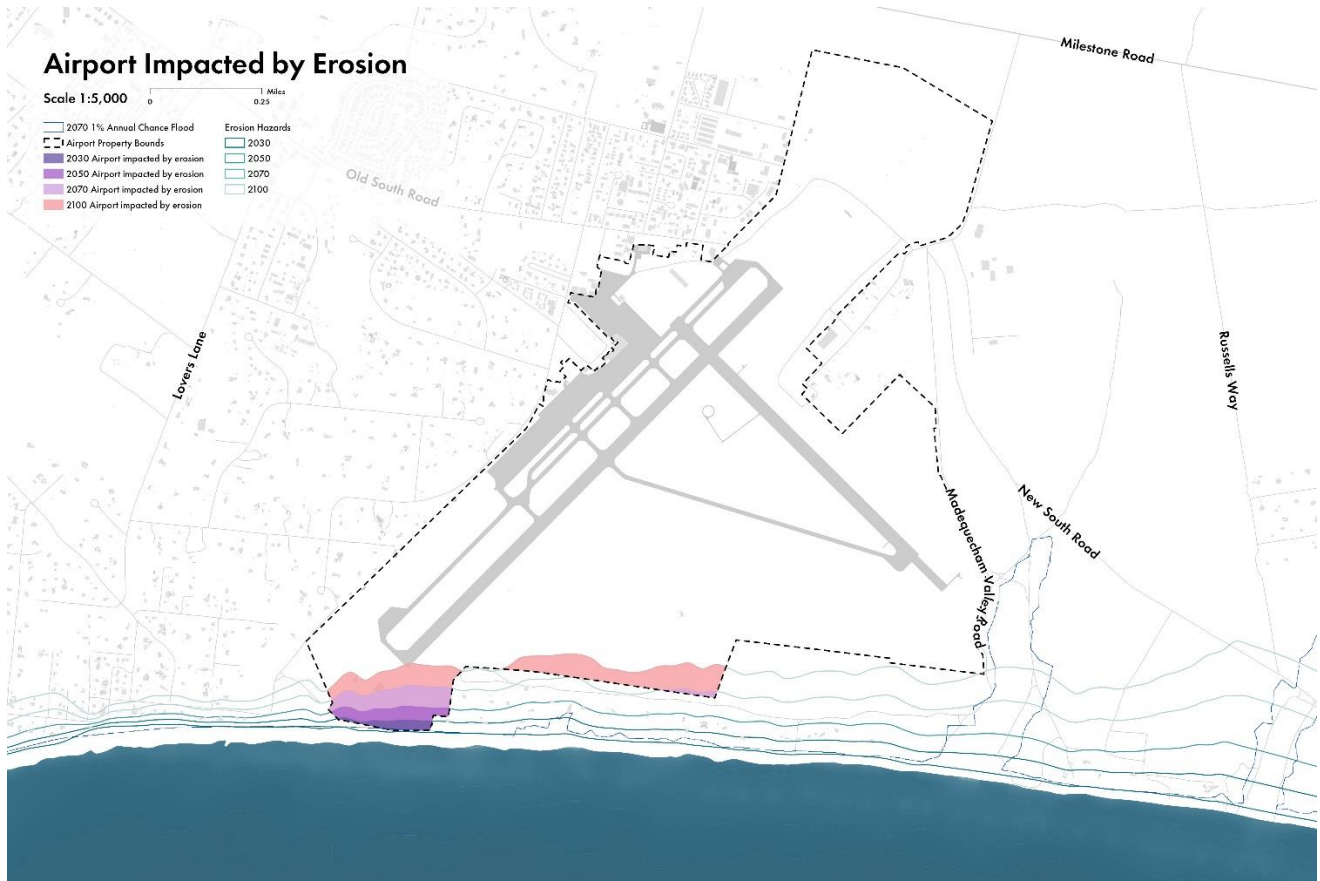 Airport Impacted by Erosion
Scale 1:5,000
Miles
0
0.25
2070 1% Annual Chance Flood
Airport Property Bounds
2030 Airport impacted by erosion
2050 Airport impacted by erosion
2070 Airport impacted by erosion
2100 Airport impacted by erosion
Erosion Hazards
2030
2050
2070
2100
Milestone Road
Old South Road
Lovers Lane
Russells Way
New South Road
Madequecham Valley Road